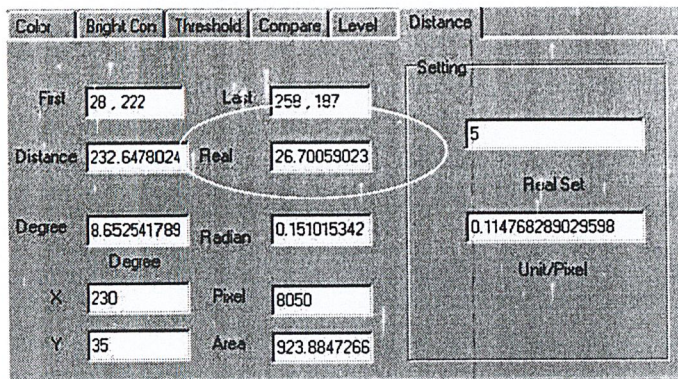 Color Bright Con Threshold Compare Level Distance
Setting
First 28 , 222 Last 258 , 187
5
Distance 232.6478024 Real 26.70059023
Real Set
Degree 8.652541789 Radian 0.151015342
0.114768289029598
Degree
Unit/Pixel
X 230 Pixel 8050
Y 35 Area 923.8847266